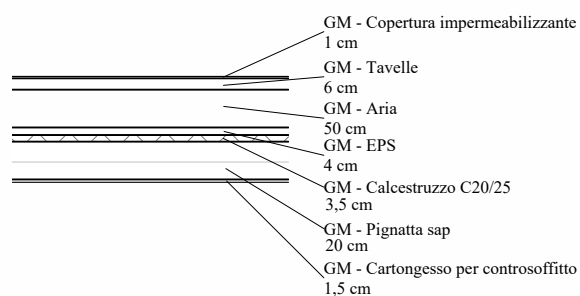 GM - Copertura impermeabilizzante
1 cm
GM - Tavelle
6 cm
GM - Aria
50 cm
GM - EPS
4 cm
GM - Calcestruzzo C20/25
3,5 cm
GM - Pignatta sap
20 cm
GM - Cartongesso per controsoffitto
1,5 cm